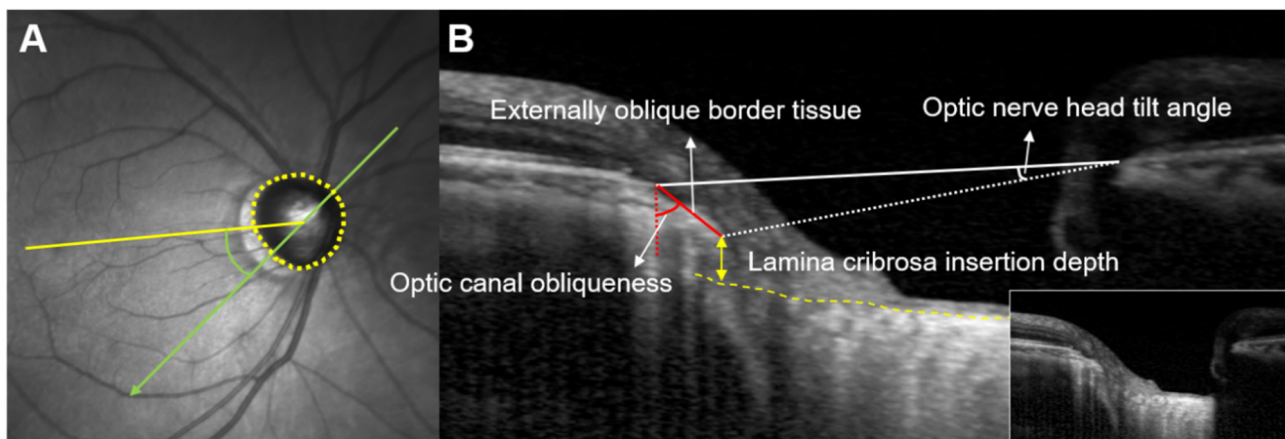 A
B
Externally oblique border tissue
Optic nerve head tilt angle
Optic canal obliqueness
Lamina cribrosa insertion depth